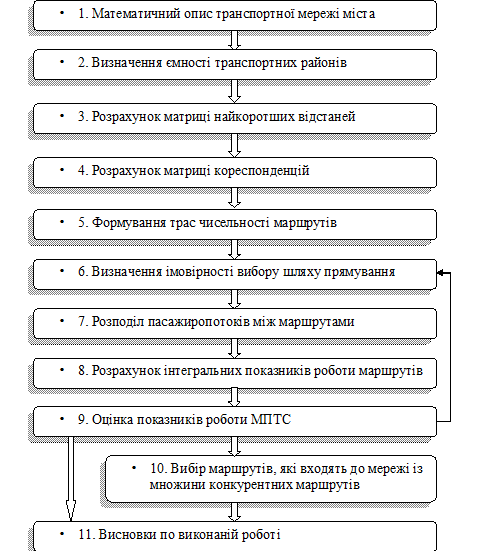 • 1. Математичний опис транспортної мережі міста
• 2. Визначення ємності транспортних районів
• 3. Розрахунок матриці найкоротших відстаней
• 4. Розрахунок матриці кореспонденцій
• 5. Формування трас чисельності маршрутів
• 6. Визначення імовірності вибору шляху прямування
• 7. Розподіл пасажиропотоків між маршрутами
• 8. Розрахунок інтегральних показників роботи маршрутів
• 9. Оцінка показників роботи МПТС
• 10. Вибір маршрутів, які входять до мережі із
множини конкурентних маршрутів
• 11. Висновки по виконаній роботі